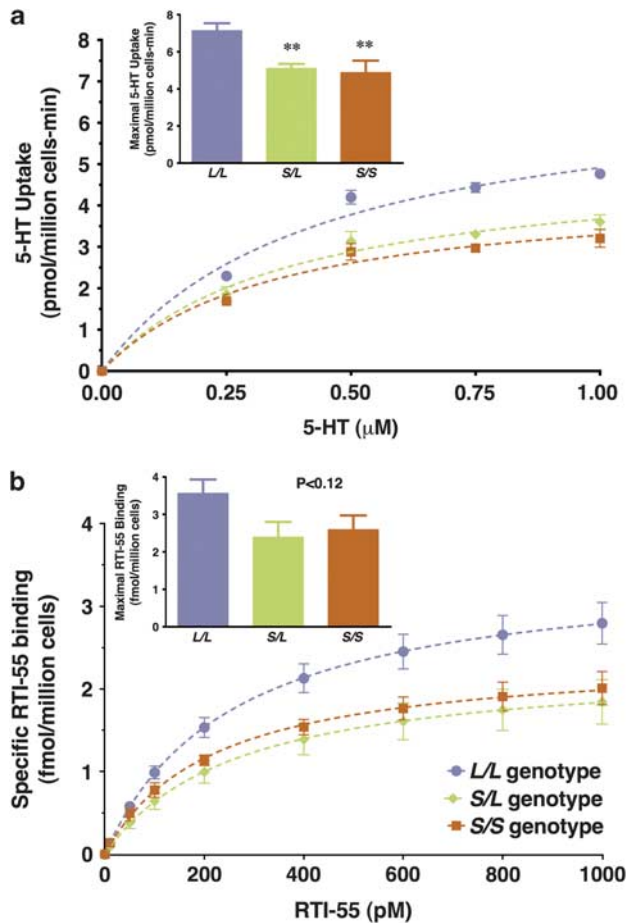 a
Maximal 5-HT Uptake
(pmol/million cells-min)
8
6
4
2
0
** **
L/L S/L S/S
5-HT Uptake
(pmol/million cells-min)
8
7
6
5
4
3
2
1
0
0.00 0.25 0.50 0.75 1.00
5-HT (μM)
b
Maximal RTI-55 Binding
(fmol/million cells)
4
3
2
1
0
P<0.12
L/L S/L S/S
Specific RTI-55 binding
(fmol/million cells)
4
3
2
1
0
L/L genotype
S/L genotype
S/S genotype
0 200 400 600 800 1000
RTI-55 (pM)